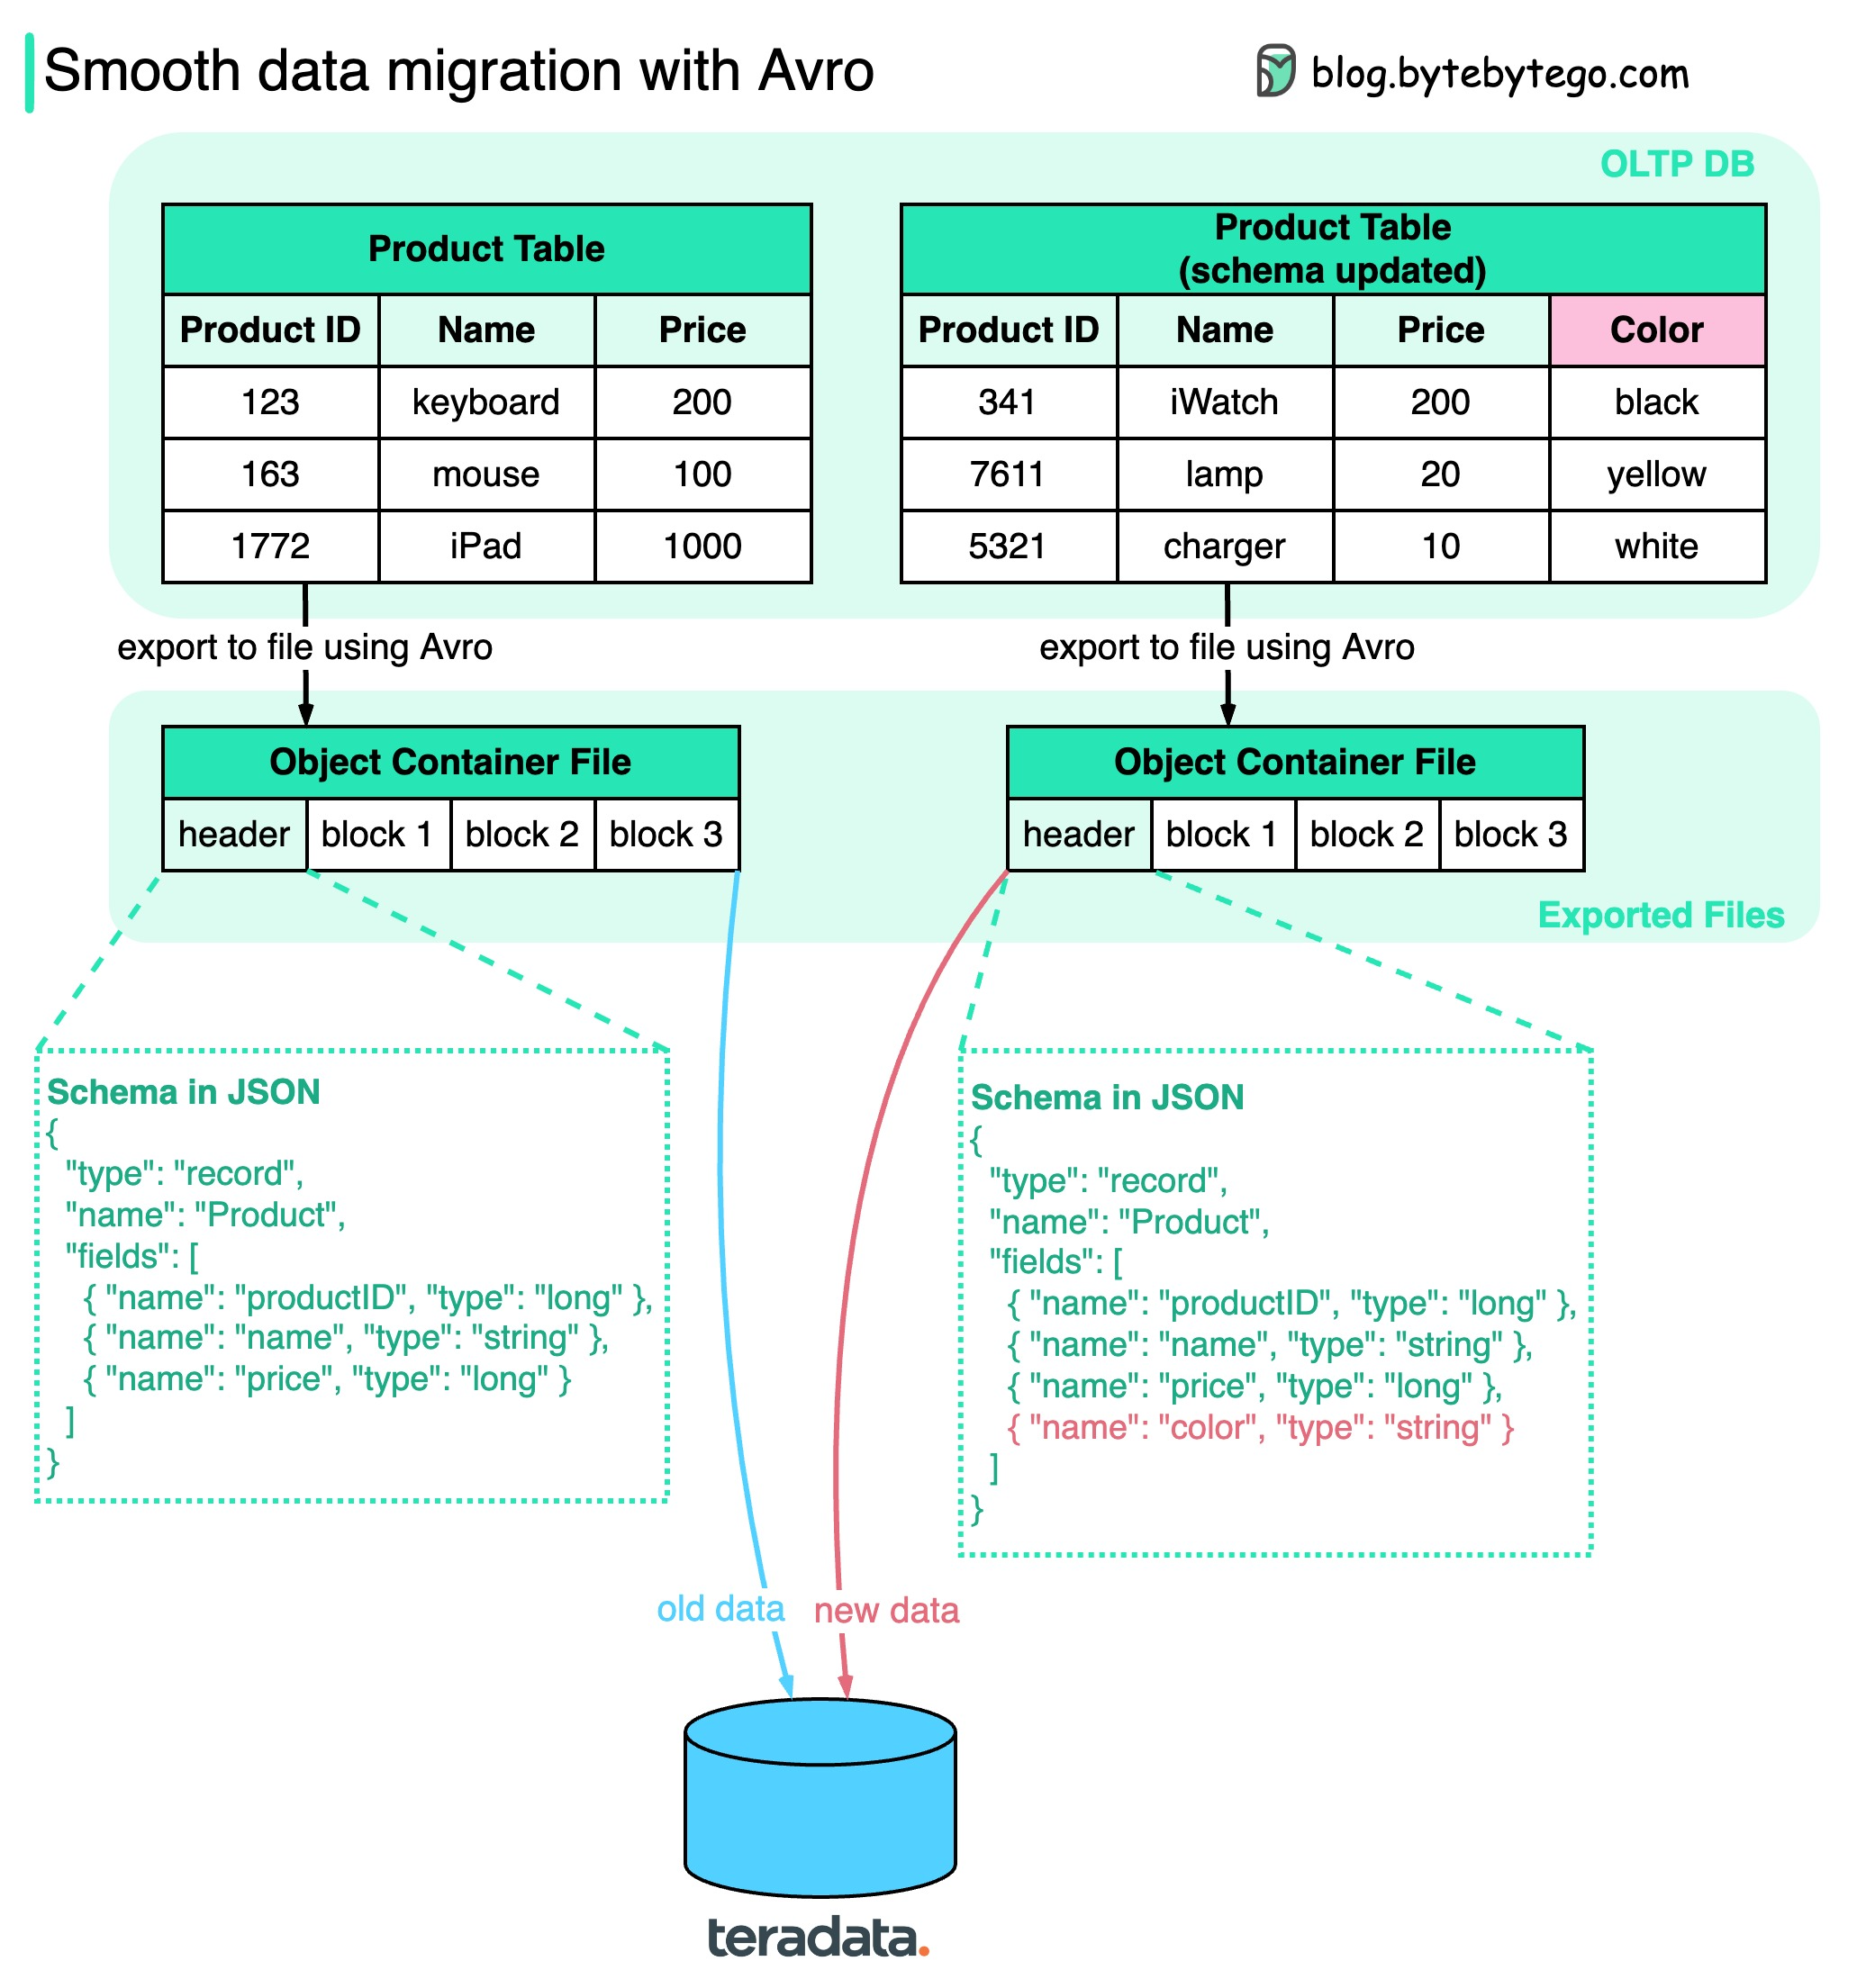 Smooth data migration with Avro
blog.bytebytego.com
OLTP DB
Product Table
Product ID Name Price
123 keyboard 200
163 mouse 100
1772 iPad 1000
Product Table
(schema updated)
Product ID Name Price Color
341 iWatch 200 black
7611 lamp 20 yellow
5321 charger 10 white
export to file using Avro
export to file using Avro
Object Container File
header block 1 block 2 block 3
Object Container File
header block 1 block 2 block 3
Exported Files
Schema in JSON
{
"type": "record",
"name": "Product",
"fields": [
{ "name": "productID", "type": "long" },
{ "name": "name", "type": "string" },
{ "name": "price", "type": "long" }
]
}
Schema in JSON
{
"type": "record",
"name": "Product",
"fields": [
{ "name": "productID", "type": "long" },
{ "name": "name", "type": "string" },
{ "name": "price", "type": "long" },
{ "name": "color", "type": "string" }
]
}
old data
new data
teradata.